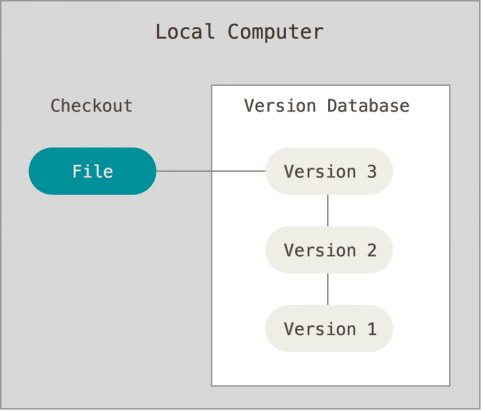 Local Computer
Checkout
Version Database
File
Version 3
Version 2
Version 1